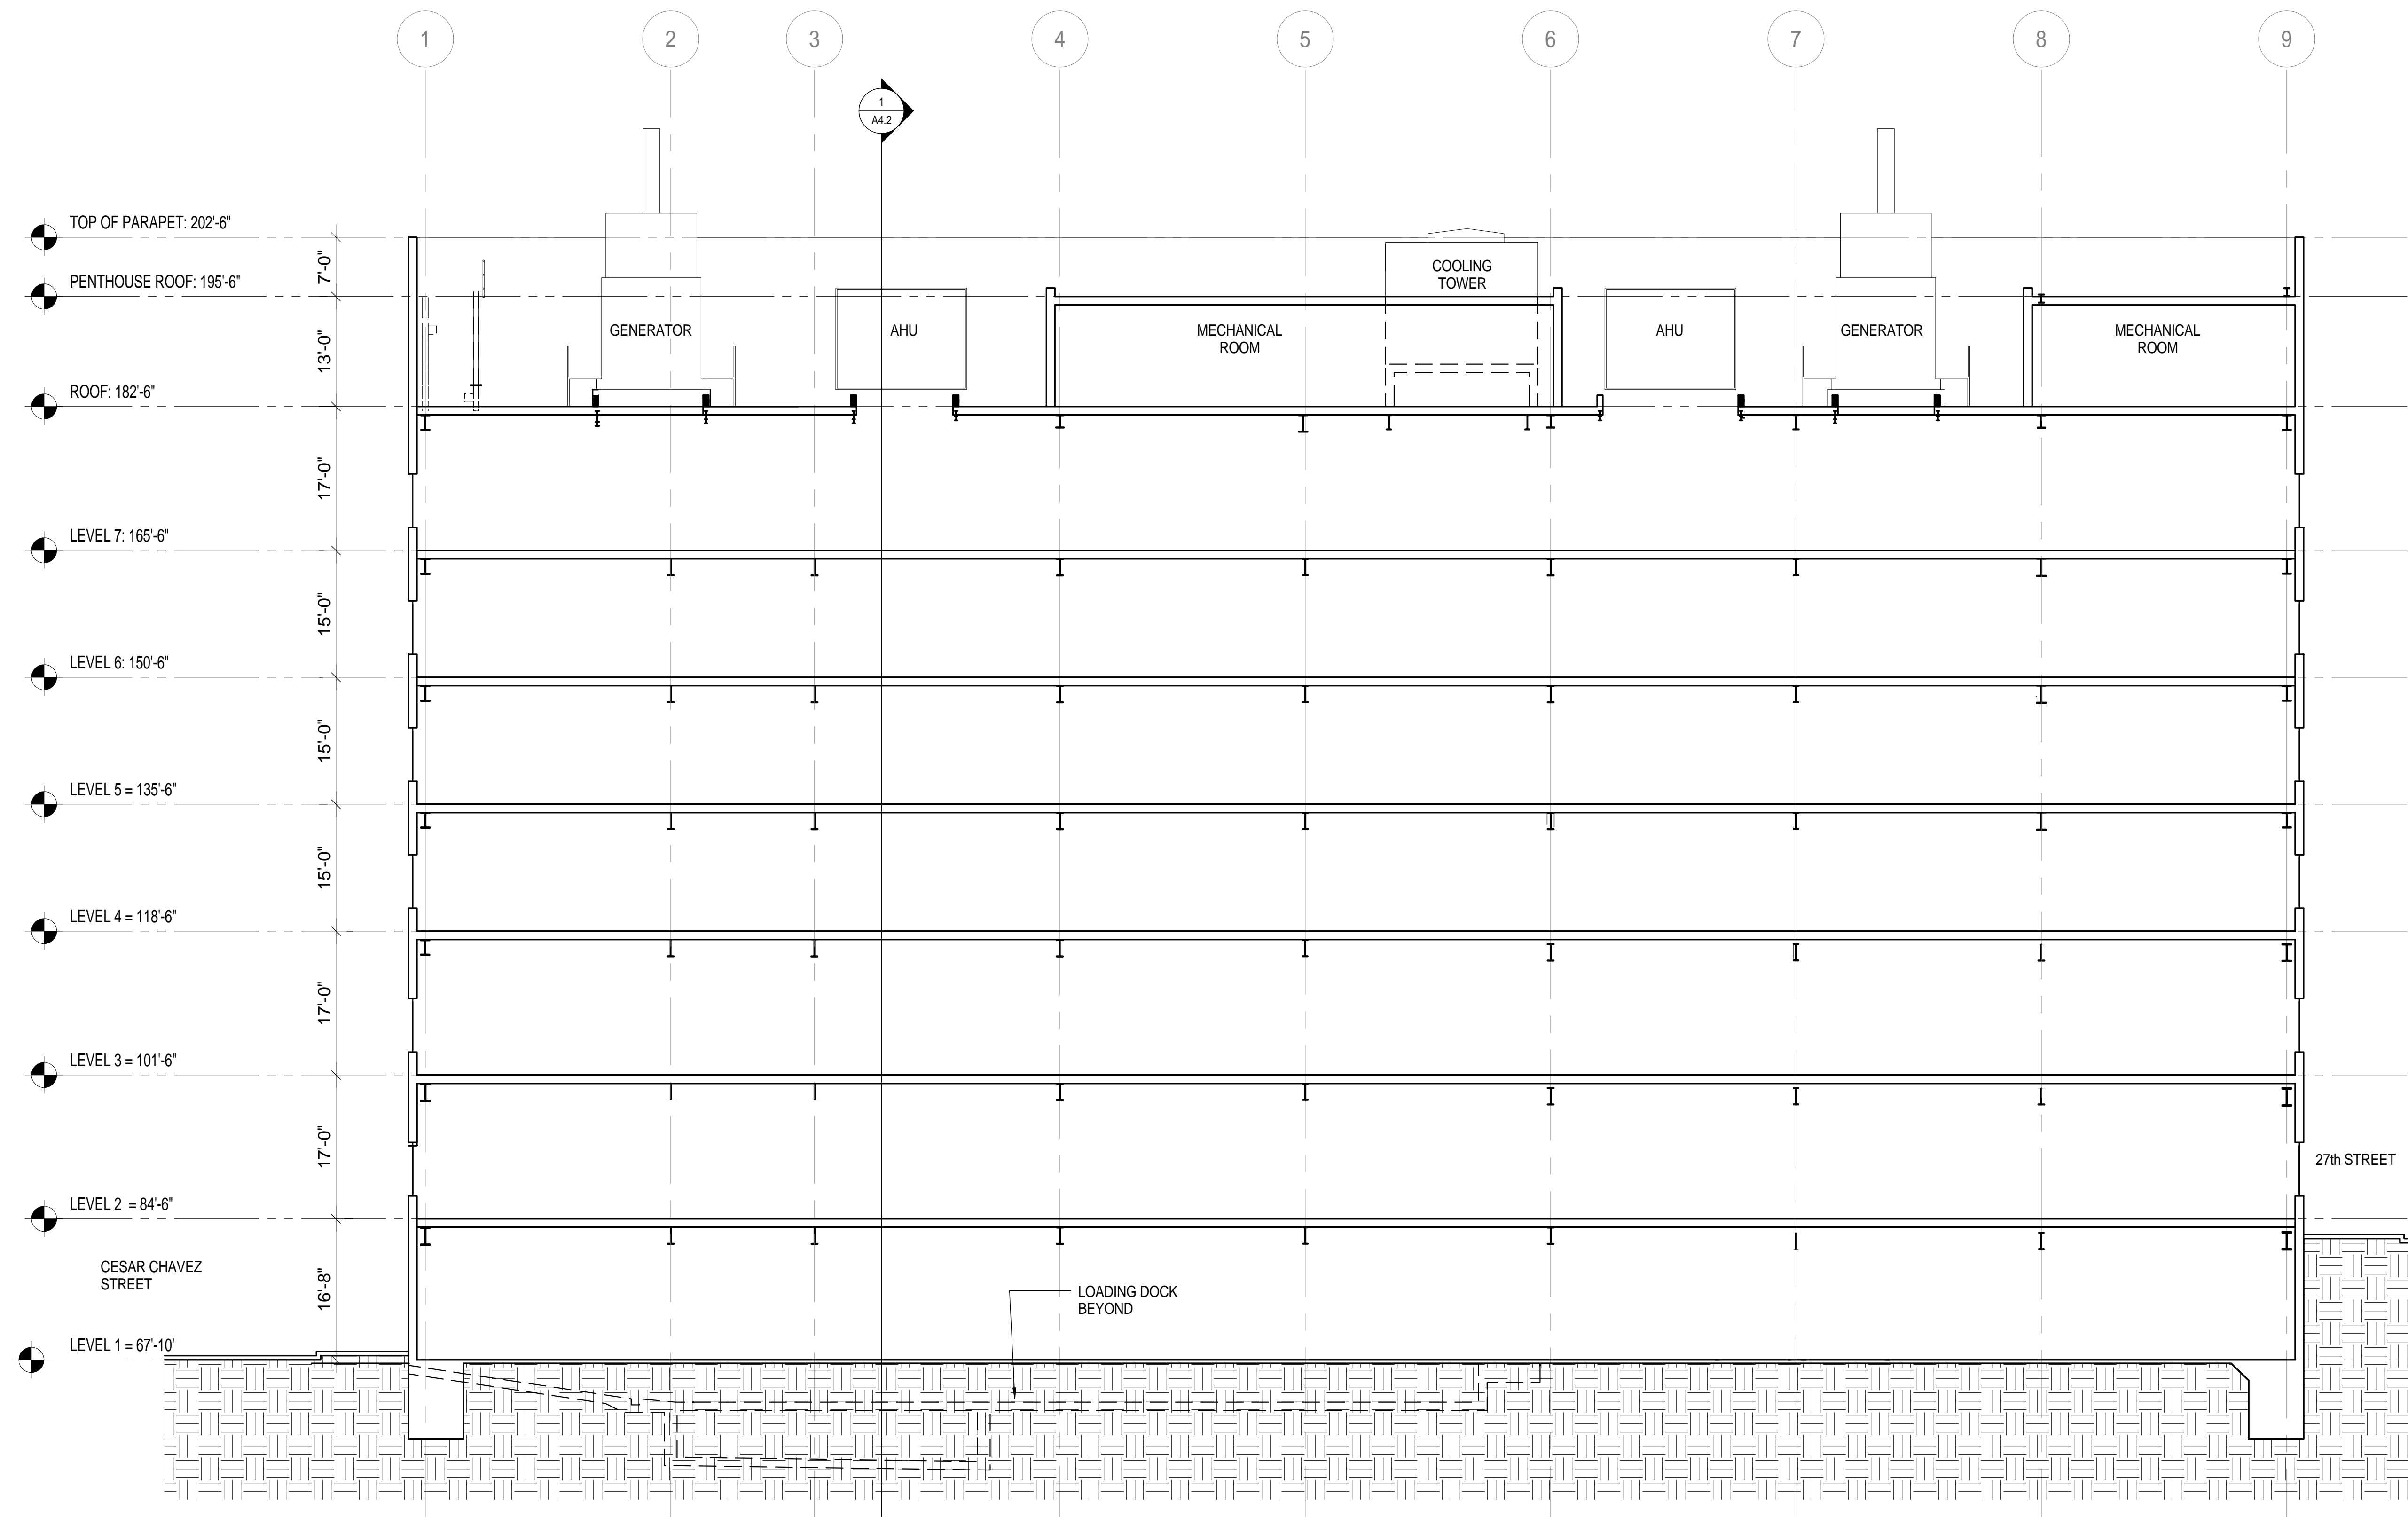 1
2
3
4
5
6
7
8
9
1
A4.2
TOP OF PARAPET: 202'-6"
7'-0"
PENTHOUSE ROOF: 195'-6"
COOLING
TOWER
13'-0"
GENERATOR
AHU
MECHANICAL
ROOM
AHU
GENERATOR
MECHANICAL
ROOM
ROOF: 182'-6"
17'-0"
LEVEL 7: 165'-6"
15'-0"
LEVEL 6: 150'-6"
15'-0"
LEVEL 5 = 135'-6"
15'-0"
LEVEL 4 = 118'-6"
17'-0"
LEVEL 3 = 101'-6"
17'-0"
27th STREET
LEVEL 2 = 84'-6"
CESAR CHAVEZ
STREET
16'-8"
LOADING DOCK
BEYOND
LEVEL 1 = 67'-10'